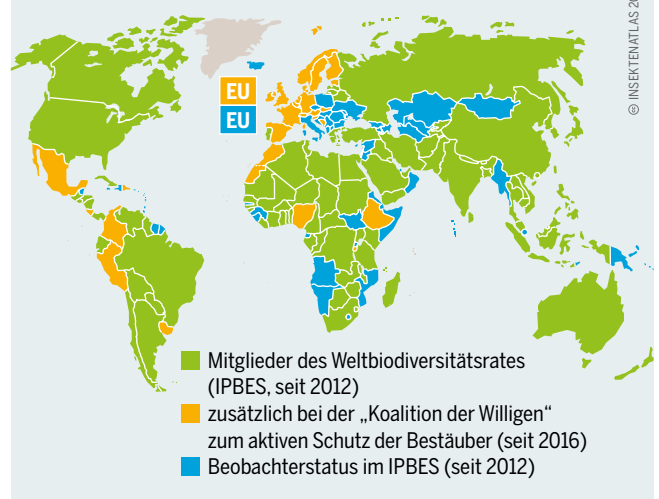 © INSEKTENATLAS 20
EU
EU
Mitglieder des Weltbiodiversitätsrates
(IPBES, seit 2012)
zusätzlich bei der „Koalition der Willigen“
zum aktiven Schutz der Bestäuber (seit 2016)
Beobachterstatus im IPBES (seit 2012)